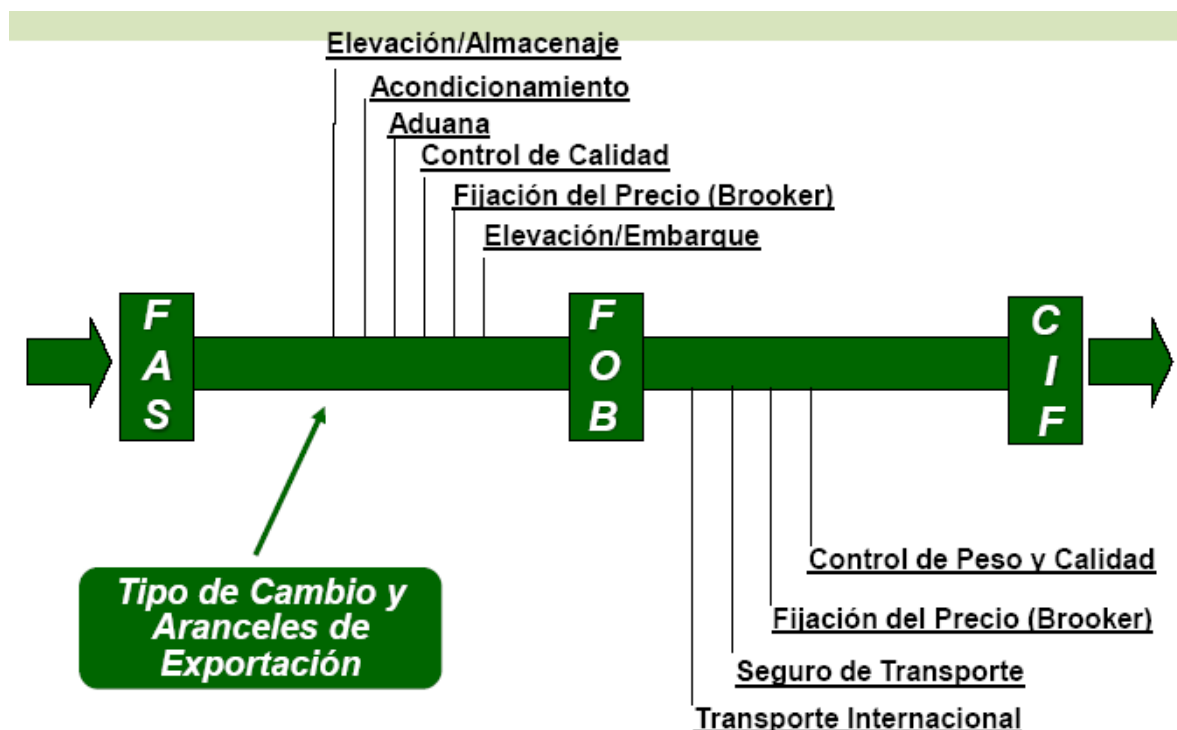 Elevación/Almacenaje
Acondicionamiento
Aduana
Control de Calidad
Fijación del Precio (Brooker)
Elevación/Embarque
F
A
S
F
O
B
C
I
F
Tipo de Cambio y
Aranceles de
Exportación
Control de Peso y Calidad
Fijación del Precio (Brooker)
Seguro de Transporte
Transporte Internacional